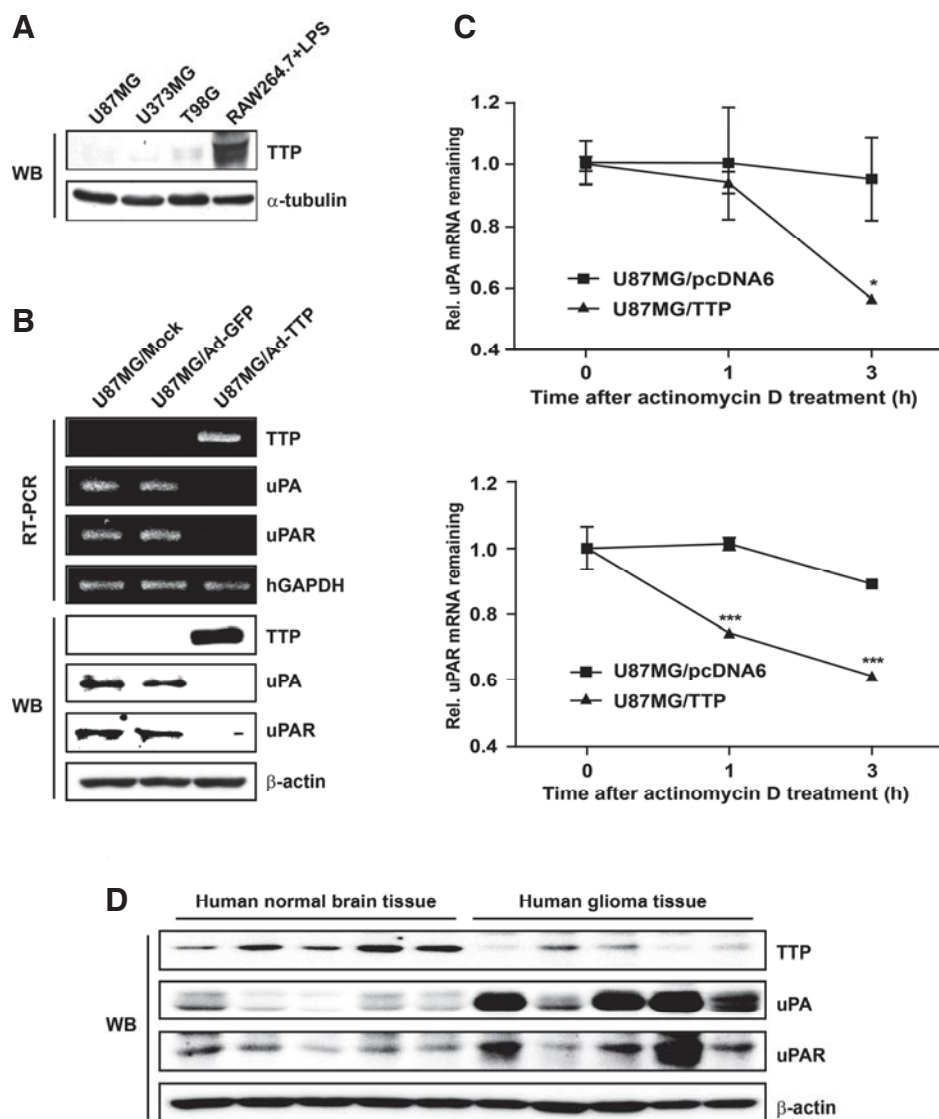 A
U87MG
U373MG
T98G
RAW264.7+LPS
WB
TTP
α-tubulin
B
U87MG/Mock
U87MG/Ad-GFP
U87MG/Ad-TTP
RT-PCR
TTP
uPA
uPAR
hGAPDH
WB
TTP
uPA
uPAR
β-actin
C
Rel. uPA mRNA remaining
1.2
1.0
0.8
0.6
0.4
U87MG/pcDNA6
U87MG/TTP
*
0 1 3
Time after actinomycin D treatment (h)
Rel. uPAR mRNA remaining
1.2
1.0
0.8
0.6
0.4
***
***
U87MG/pcDNA6
U87MG/TTP
0 1 3
Time after actinomycin D treatment (h)
D
Human normal brain tissue
Human glioma tissue
WB
TTP
uPA
uPAR
β-actin